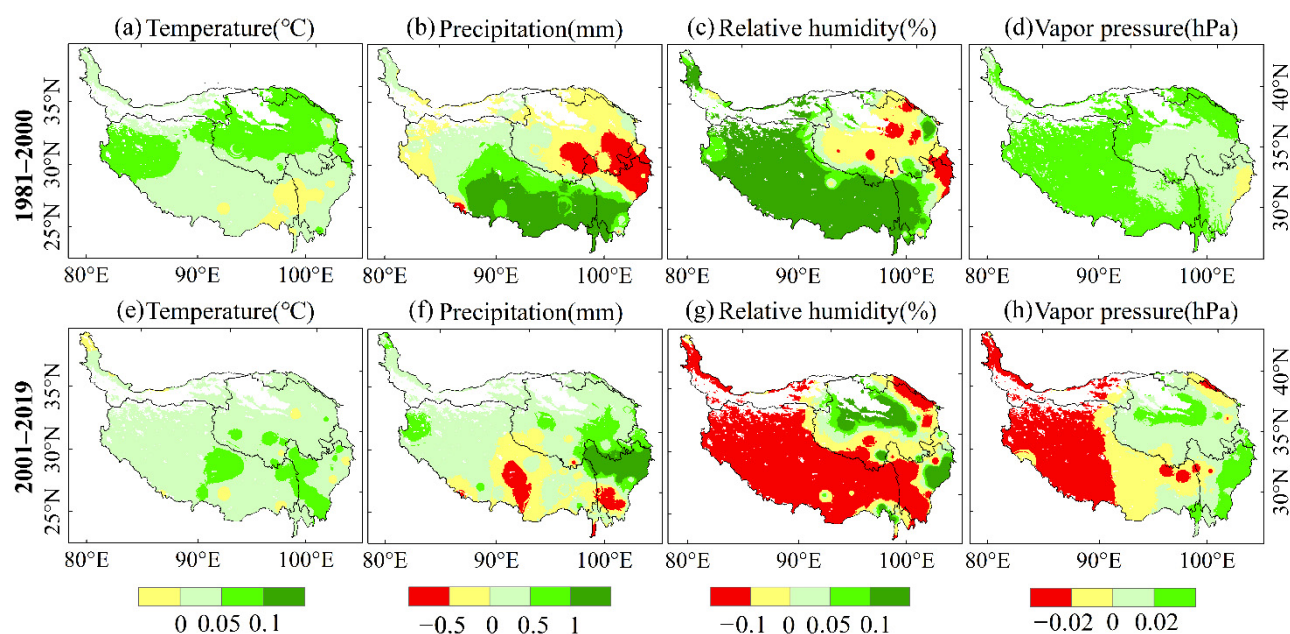 (a) Temperature(°C) (b) Precipitation(mm) (c) Relative humidity(%) (d) Vapor pressure(hPa)
1981–2000
35°N 30°N 25°N
40°N 35°N 30°N
80°E 90°E 100°E 80°E 90°E 100°E 80°E 90°E 100°E 80°E 90°E 100°E
(e) Temperature(°C) (f) Precipitation(mm) (g) Relative humidity(%) (h) Vapor pressure(hPa)
2001–2019
35°N 30°N 25°N
40°N 35°N 30°N
80°E 90°E 100°E 80°E 90°E 100°E 80°E 90°E 100°E 80°E 90°E 100°E
0 0.05 0.1 −0.5 0 0.5 1 −0.1 0 0.05 0.1 −0.02 0 0.02